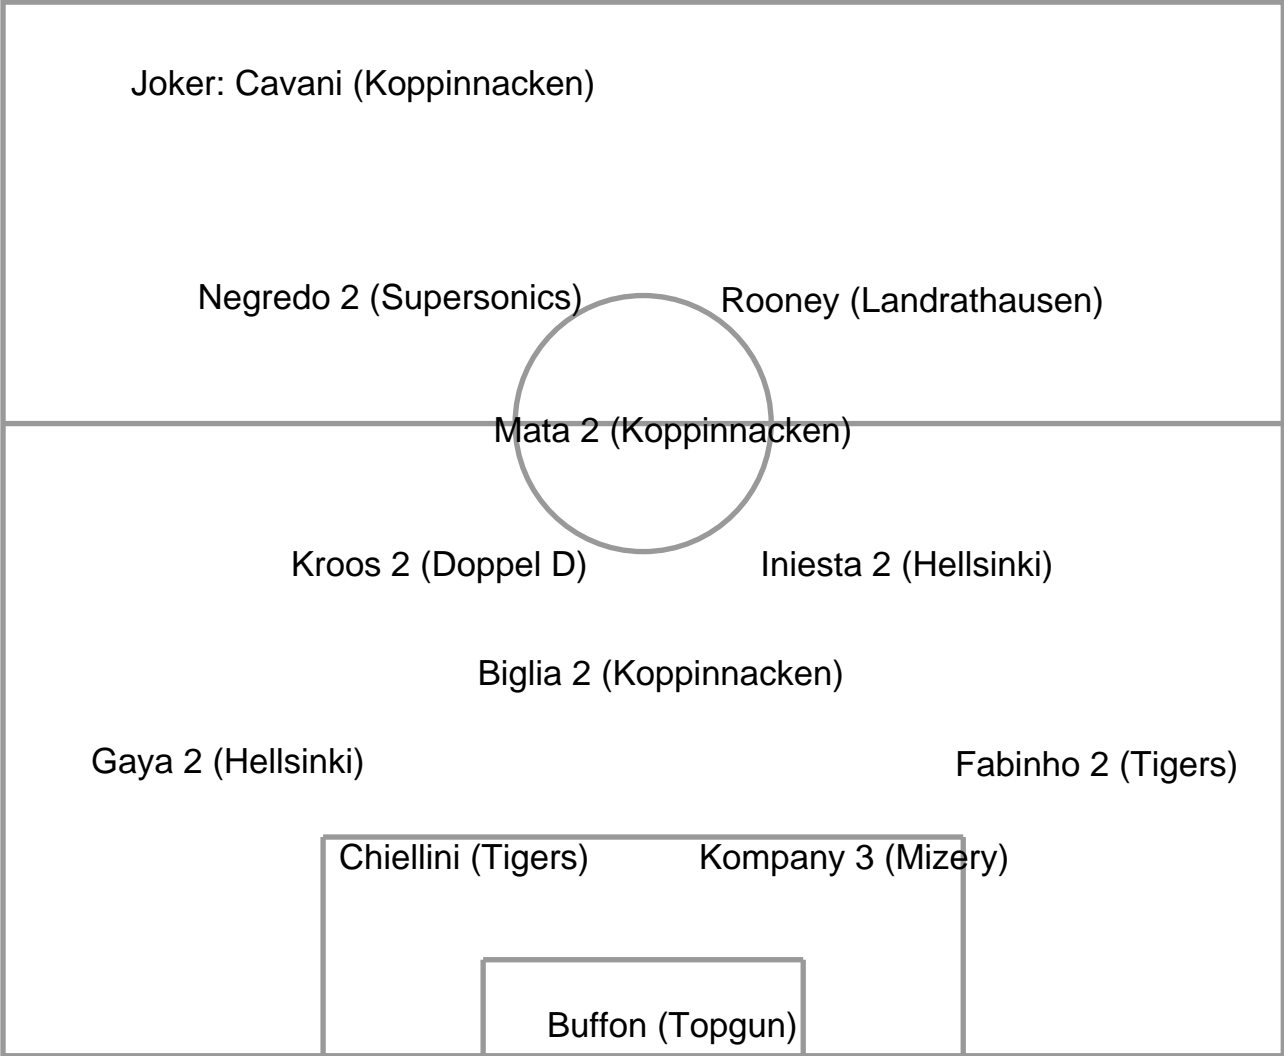 Joker: Cavani (Koppinnacken)
Negredo 2 (Supersonics)
Rooney (Landrathausen)
Mata 2 (Koppinnacken)
Kroos 2 (Doppel D)
Iniesta 2 (Hellsinki)
Biglia 2 (Koppinnacken)
Gaya 2 (Hellsinki)
Fabinho 2 (Tigers)
Chiellini (Tigers)
Kompany 3 (Mizery)
Buffon (Topgun)